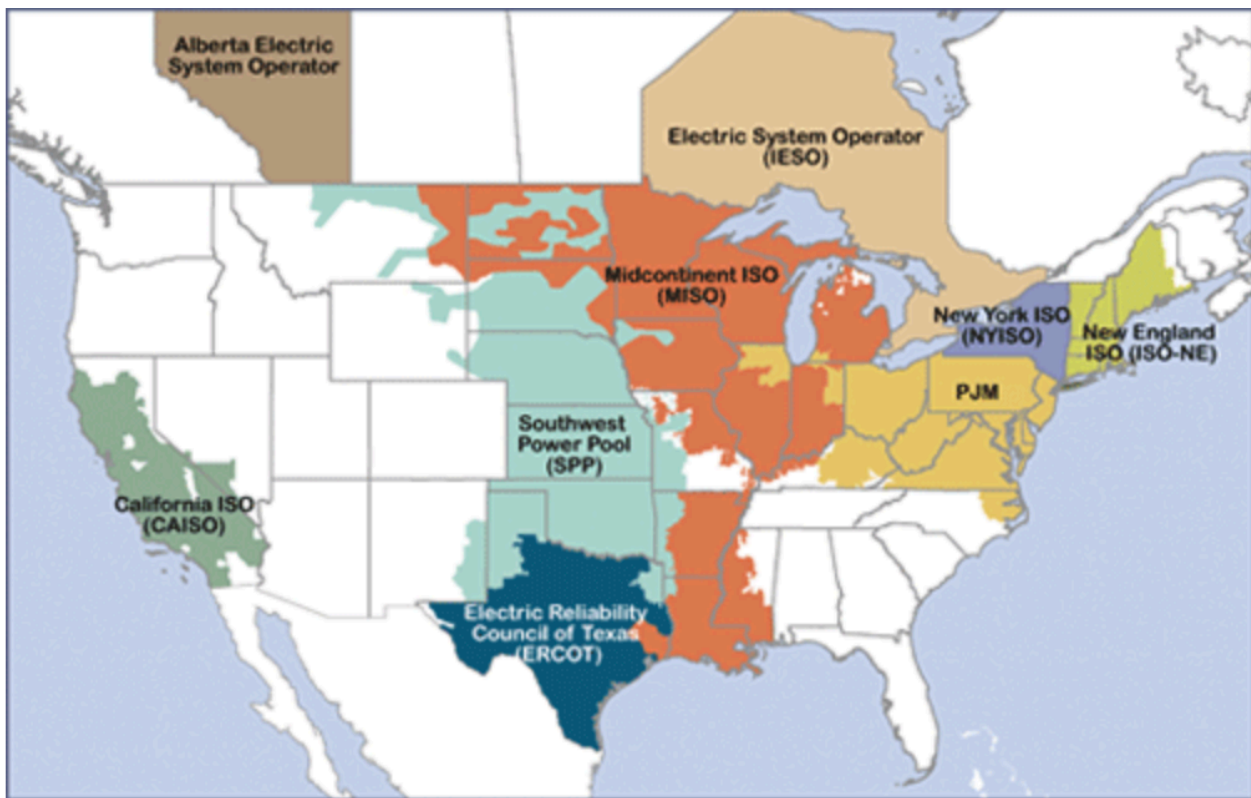 Alberta Electric
System Operator
Electric System Operator
(IESO)
Midcontinent ISO
(MISO)
New York ISO
(NYISO)
New England
ISO (ISO-NE)
PJM
Southwest
Power Pool
(SPP)
California ISO
(CAISO)
Electric Reliability
Council of Texas
(ERCOT)